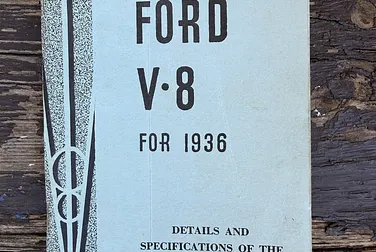 FORD
V·8
FOR 1936
DETAILS AND
SPECIFICATIONS OF THE